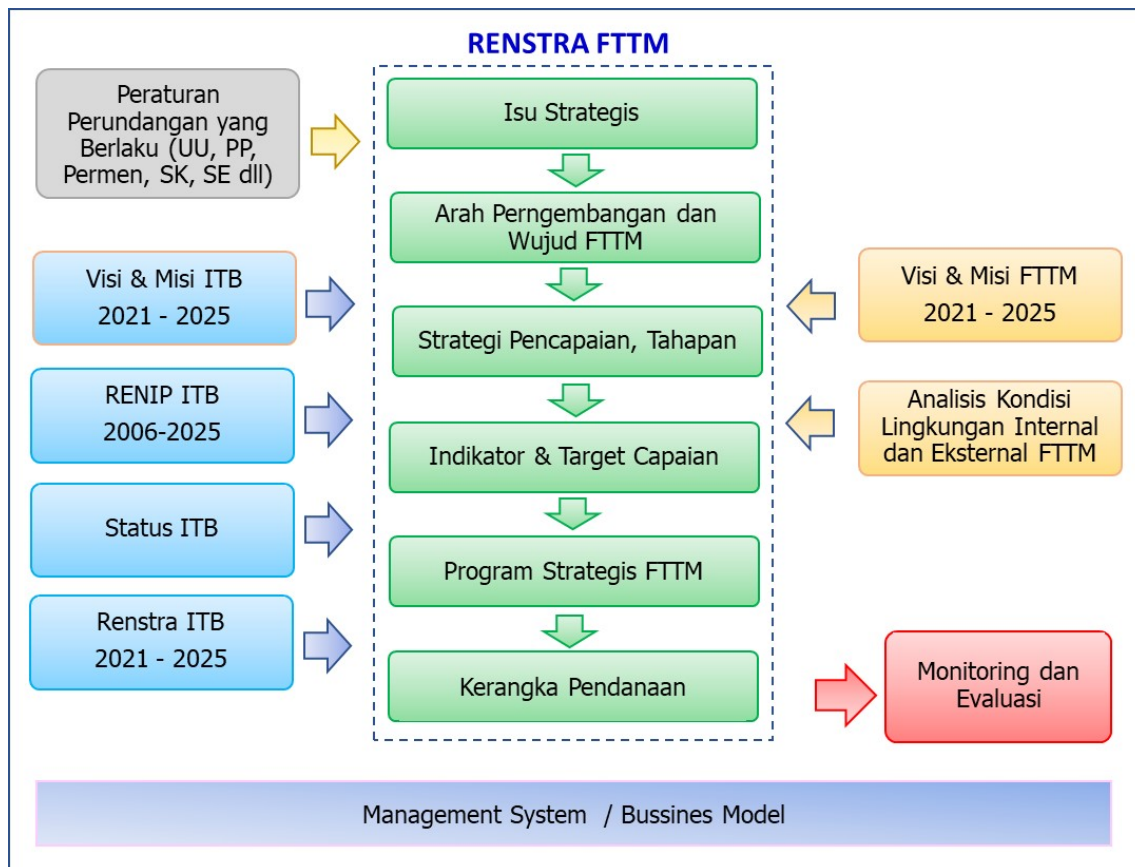 RENSTRA FTTM
Peraturan
Perundangan yang
Berlaku (UU, PP,
Permen, SK, SE dll)
Visi & Misi ITB
2021 - 2025
RENIP ITB
2006-2025
Status ITB
Renstra ITB
2021 - 2025
Isu Strategis
Arah Perngembangan dan
Wujud FTTM
Strategi Pencapaian, Tahapan
Indikator & Target Capaian
Program Strategis FTTM
Kerangka Pendanaan
Visi & Misi FTTM
2021 - 2025
Analisis Kondisi
Lingkungan Internal
dan Eksternal FTTM
Monitoring dan
Evaluasi
Management System / Bussines Model